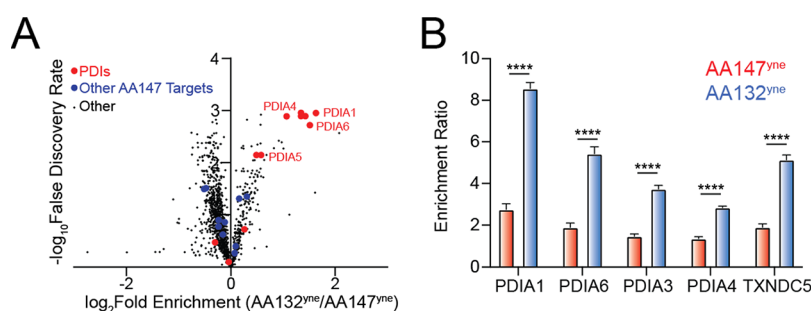 A
-log10False Discovery Rate
4
3
2
PDIs
Other AA147 Targets
Other
PDIA4
PDIA1
PDIA6
PDIA5
-2
0
2
log2Fold Enrichment (AA132yne/AA147yne)
B
Enrichment Ratio
10
8
6
4
2
0
AA147yne
AA132yne
****
****
****
****
****
PDIA1 PDIA6 PDIA3 PDIA4 TXNDC5